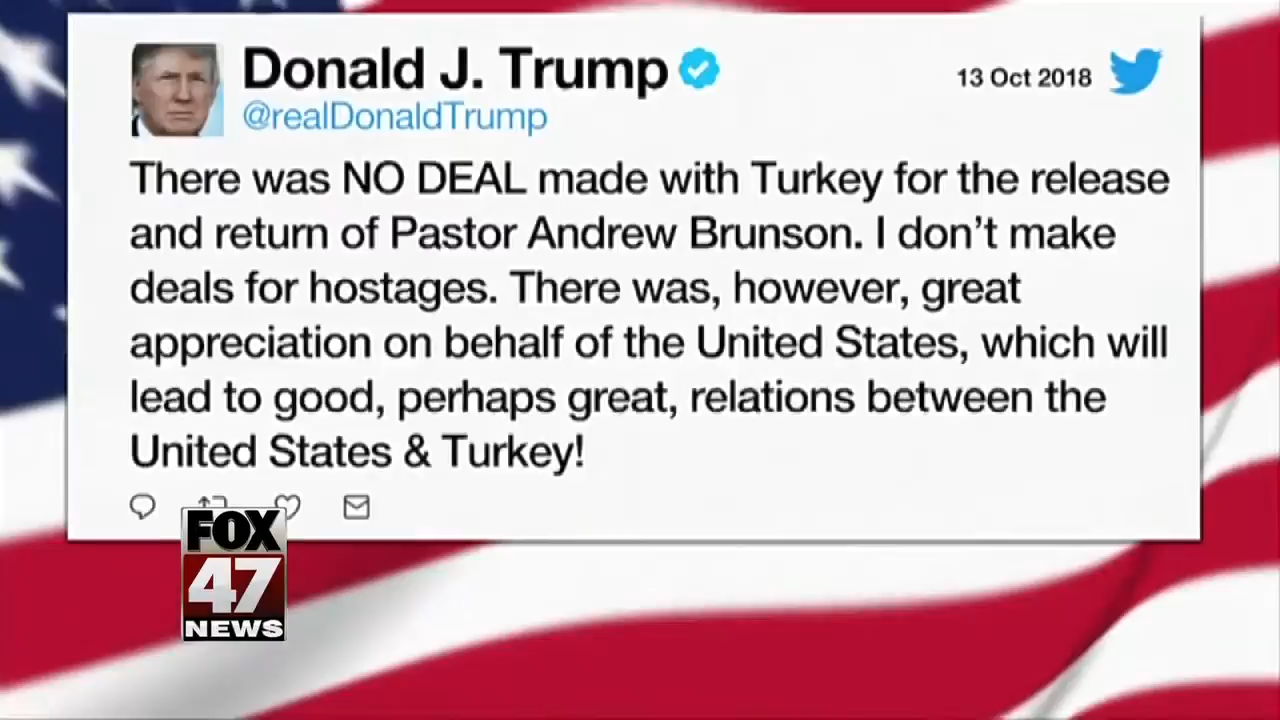 Donald J. Trump
@realDonaldTrump
13 Oct 2018
There was NO DEAL made with Turkey for the release
and return of Pastor Andrew Brunson. I don’t make
deals for hostages. There was, however, great
appreciation on behalf of the United States, which will
lead to good, perhaps great, relations between the
United States & Turkey!
FOX
47
NEWS